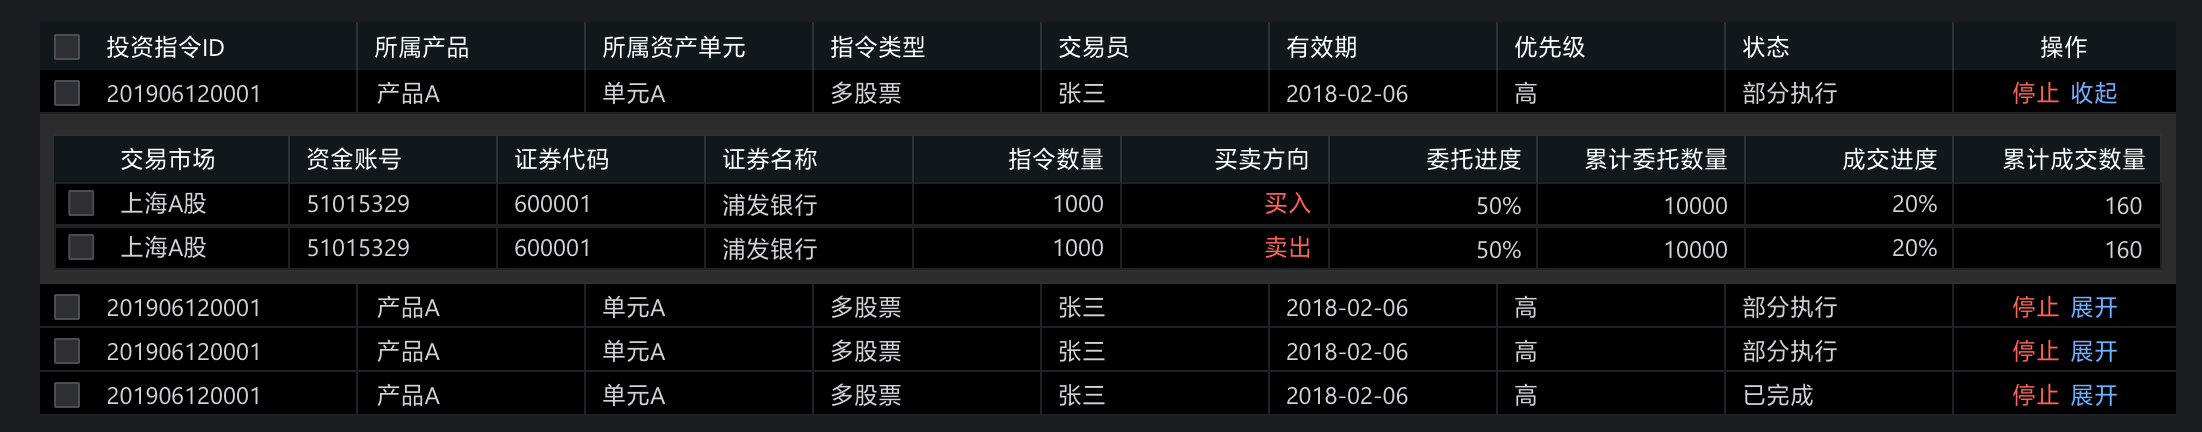 投资指令ID 所属产品 所属资产单元 指令类型 交易员 有效期 优先级 状态 操作
201906120001 产品A 单元A 多股票 张三 2018-02-06 高 部分执行 停止 收起
交易市场 资金账号 证券代码 证券名称 指令数量 买卖方向 委托进度 累计委托数量 成交进度 累计成交数量
上海A股 51015329 600001 浦发银行 1000 买入 50% 10000 20% 160
上海A股 51015329 600001 浦发银行 1000 卖出 50% 10000 20% 160
201906120001 产品A 单元A 多股票 张三 2018-02-06 高 部分执行 停止 展开
201906120001 产品A 单元A 多股票 张三 2018-02-06 高 部分执行 停止 展开
201906120001 产品A 单元A 多股票 张三 2018-02-06 高 已完成 停止 展开